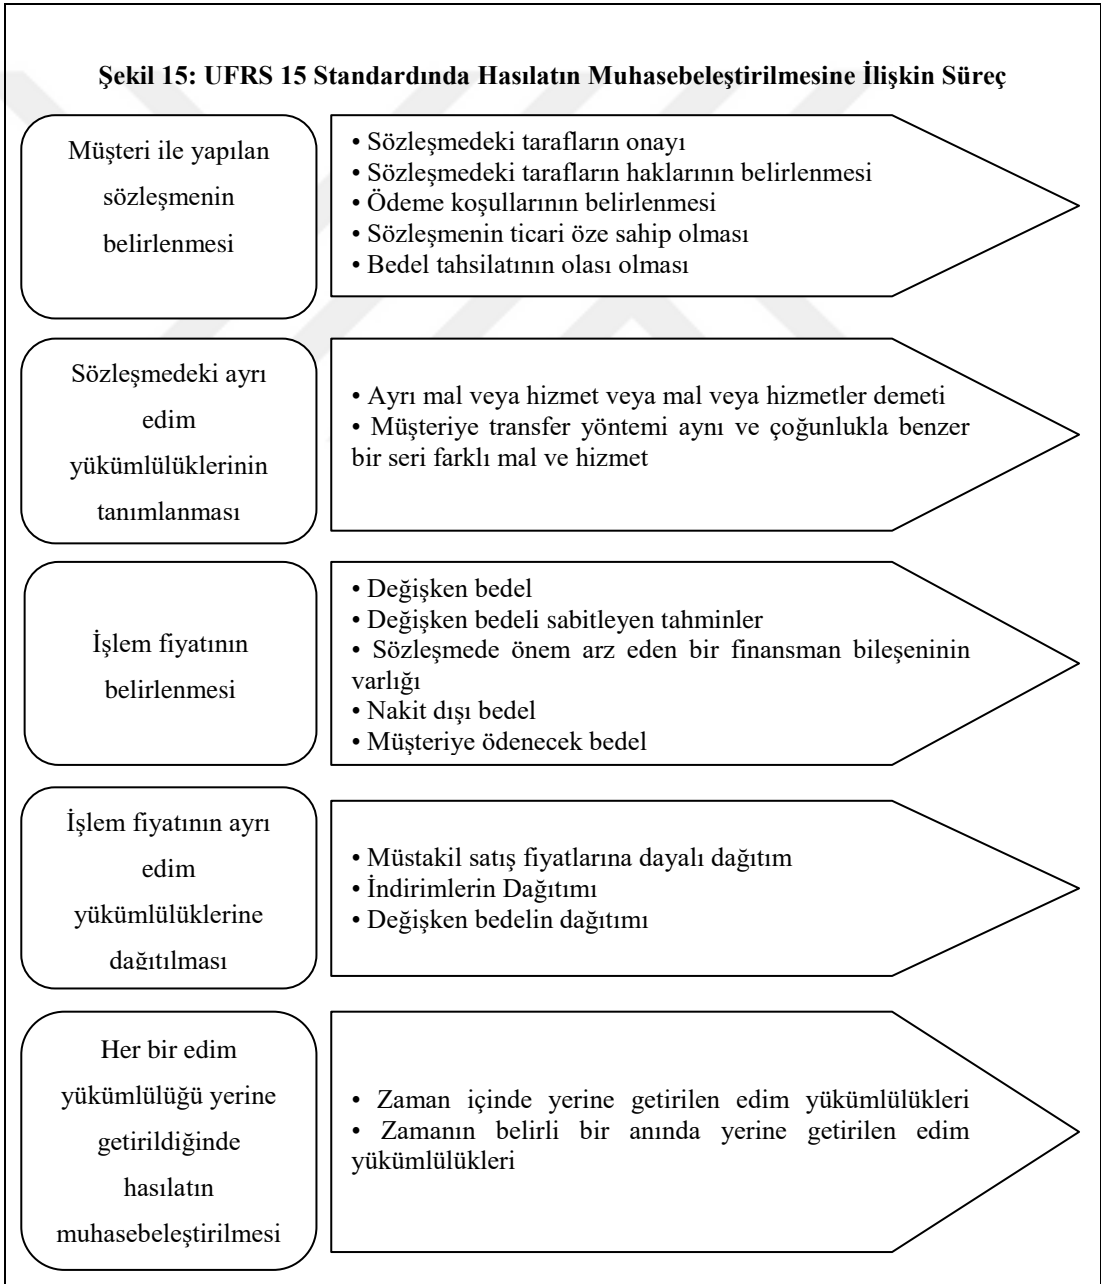 Şekil 15: UFRS 15 Standardında Hasılatın Muhasebeleştirilmesine İlişkin Süreç
Müşteri ile yapılan
sözleşmenin
belirlenmesi
• Sözleşmedeki tarafların onayı
• Sözleşmedeki tarafların haklarının belirlenmesi
• Ödeme koşullarının belirlenmesi
• Sözleşmenin ticari öze sahip olması
• Bedel tahsilatının olası olması
Sözleşmedeki ayrı
edim
yükümlülüklerinin
tanımlanması
• Ayrı mal veya hizmet veya mal veya hizmetler demeti
• Müşteriye transfer yöntemi aynı ve çoğunlukla benzer
bir seri farklı mal ve hizmet
İşlem fiyatının
belirlenmesi
• Değişken bedel
• Değişken bedeli sabitleyen tahminler
• Sözleşmede önem arz eden bir finansman bileşeninin
varlığı
• Nakit dışı bedel
• Müşteriye ödenecek bedel
İşlem fiyatının ayrı
edim
yükümlülüklerine
dağıtılması
• Müstakil satış fiyatlarına dayalı dağıtım
• İndirimlerin Dağıtımı
• Değişken bedelin dağıtımı
Her bir edim
yükümlülüğü yerine
getirildiğinde
hasılatın
muhasebeleştirilmesi
• Zaman içinde yerine getirilen edim yükümlülükleri
• Zamanın belirli bir anında yerine getirilen edim
yükümlülükleri